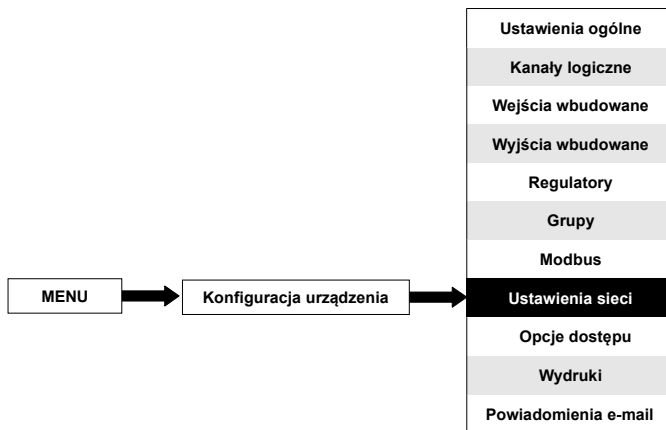 Ustawienia ogólne
Kanały logiczne
Wejścia wbudowane
Wyjścia wbudowane
Regulatory
Grupy
Modbus
MENU
Konfiguracja urządzenia
Ustawienia sieci
Opcje dostępu
Wydruki
Powiadomienia e-mail